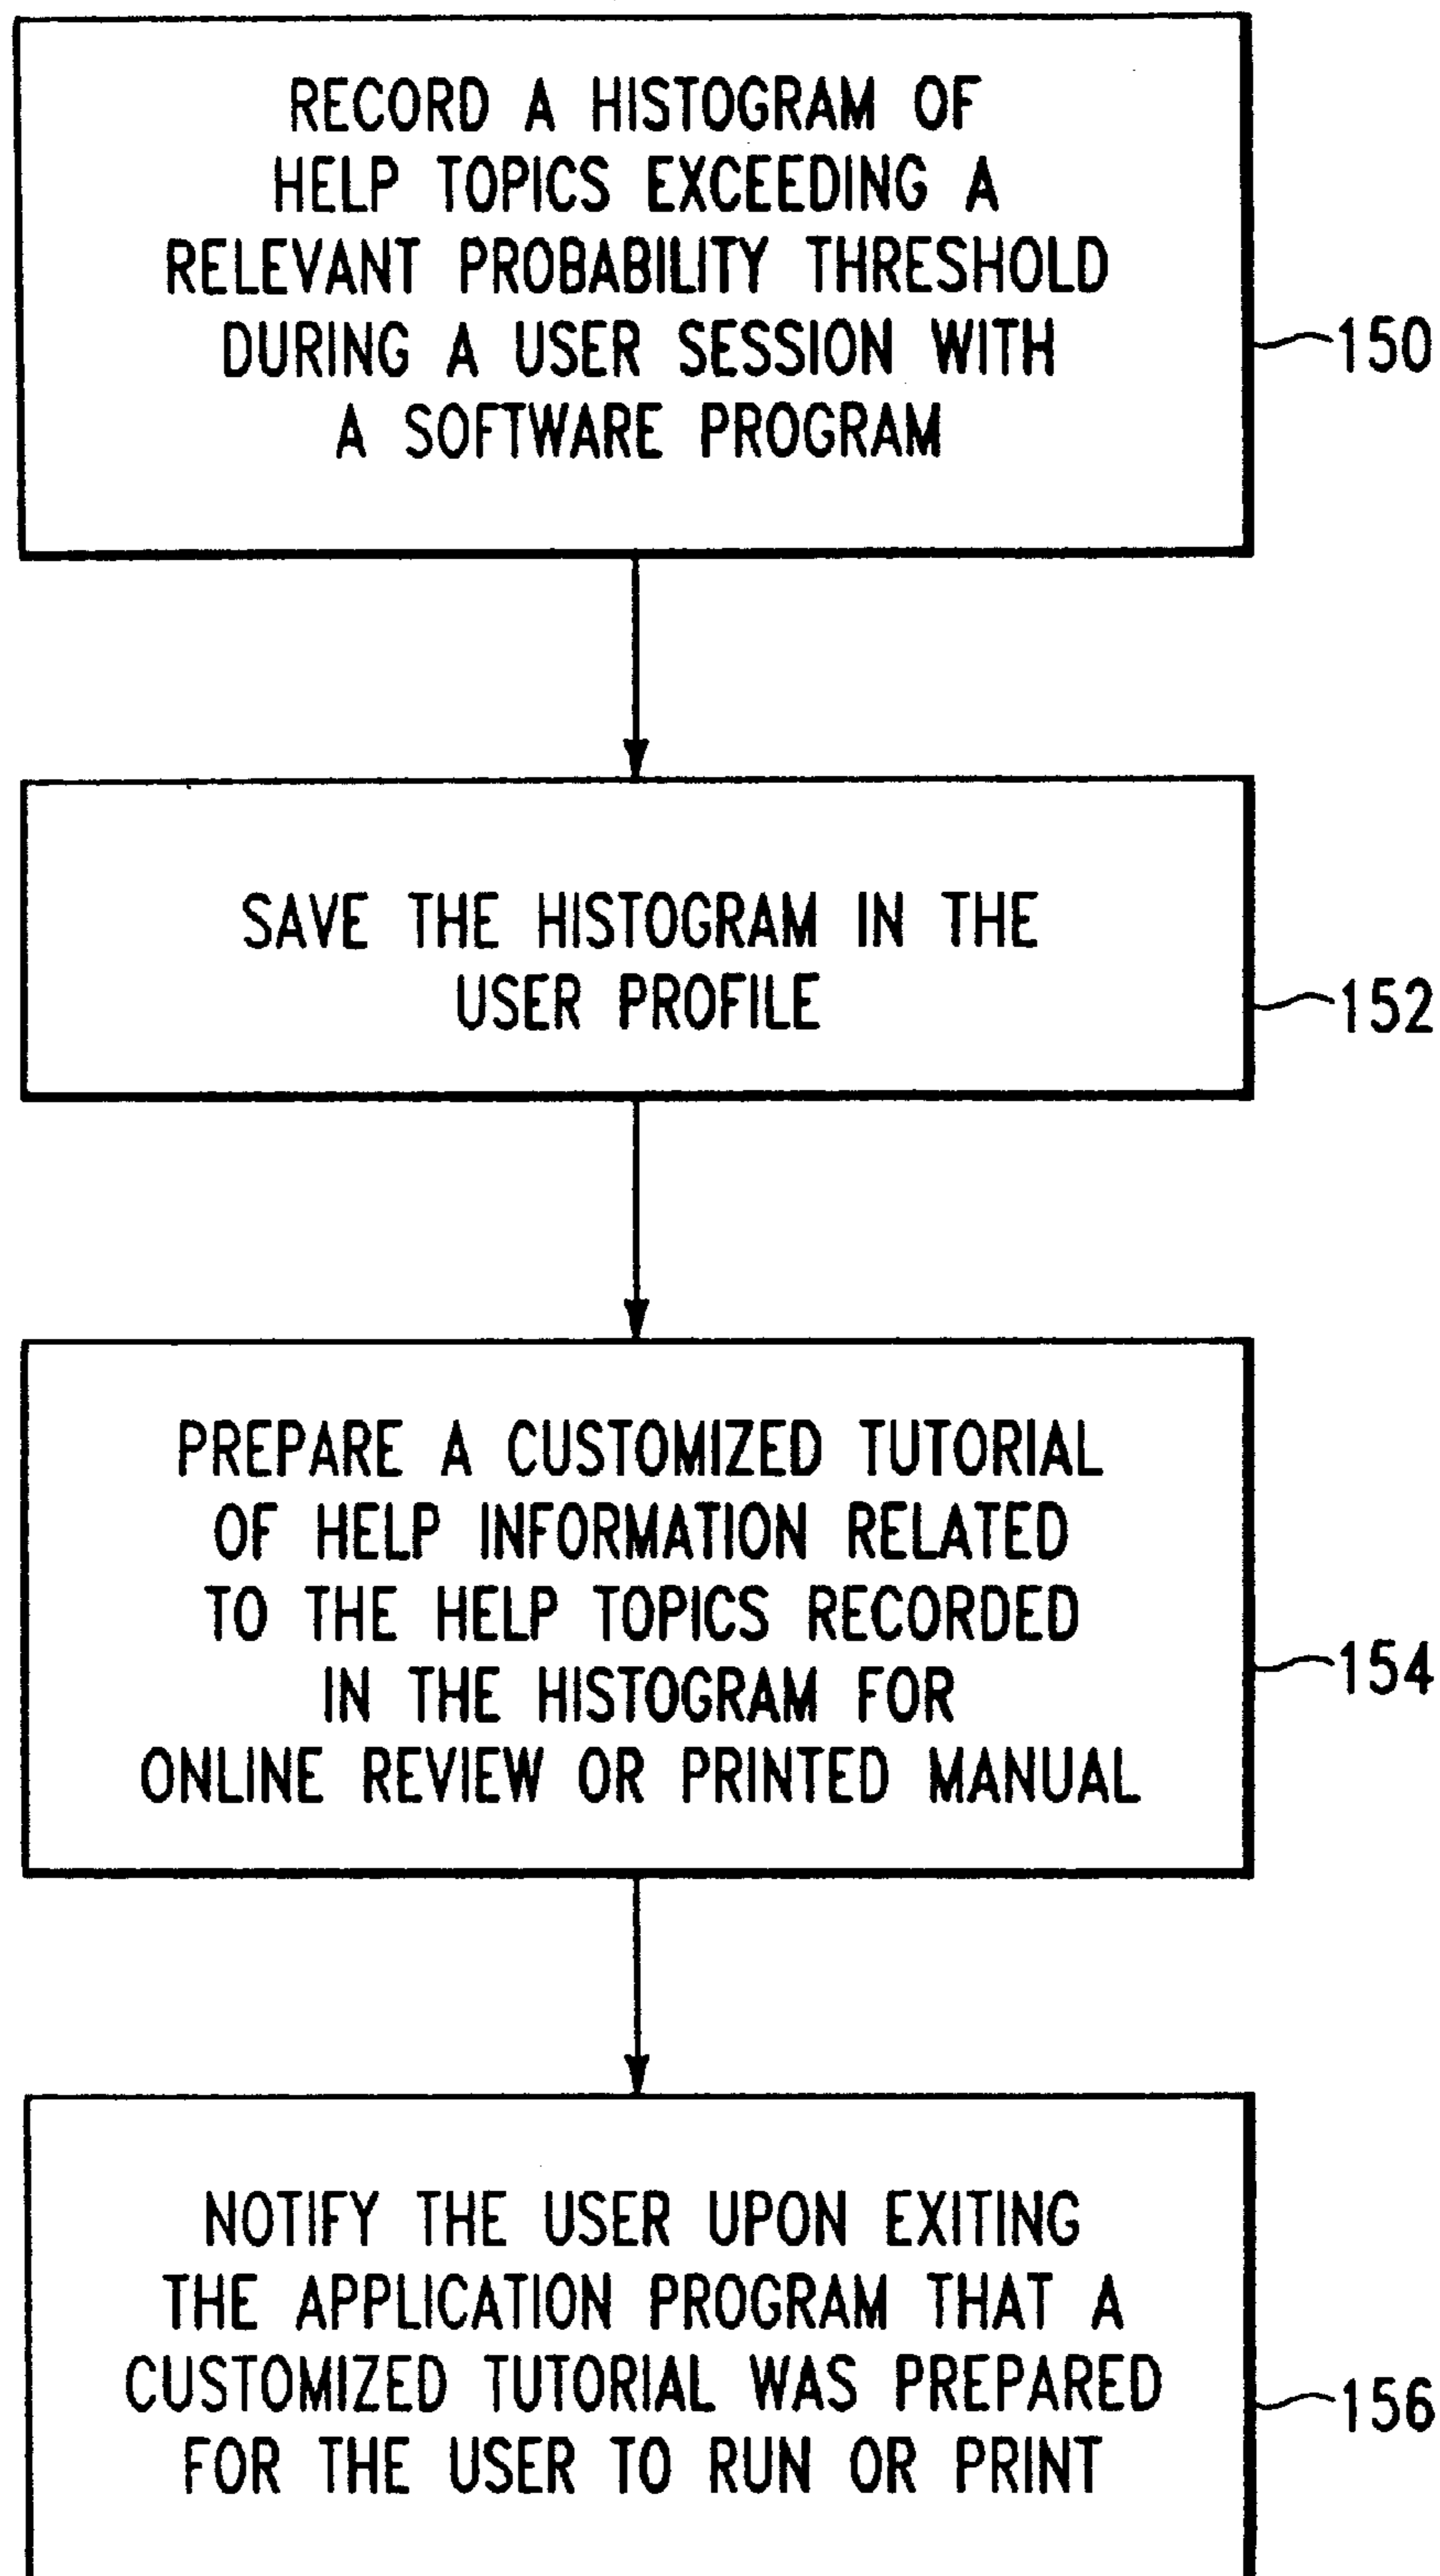 RECORD A HISTOGRAM OF
HELP TOPICS EXCEEDING A
RELEVANT PROBABILITY THRESHOLD
DURING A USER SESSION WITH
A SOFTWARE PROGRAM
150
SAVE THE HISTOGRAM IN THE
USER PROFILE
152
PREPARE A CUSTOMIZED TUTORIAL
OF HELP INFORMATION RELATED
TO THE HELP TOPICS RECORDED
IN THE HISTOGRAM FOR
ONLINE REVIEW OR PRINTED MANUAL
154
NOTIFY THE USER UPON EXITING
THE APPLICATION PROGRAM THAT A
CUSTOMIZED TUTORIAL WAS PREPARED
FOR THE USER TO RUN OR PRINT
156